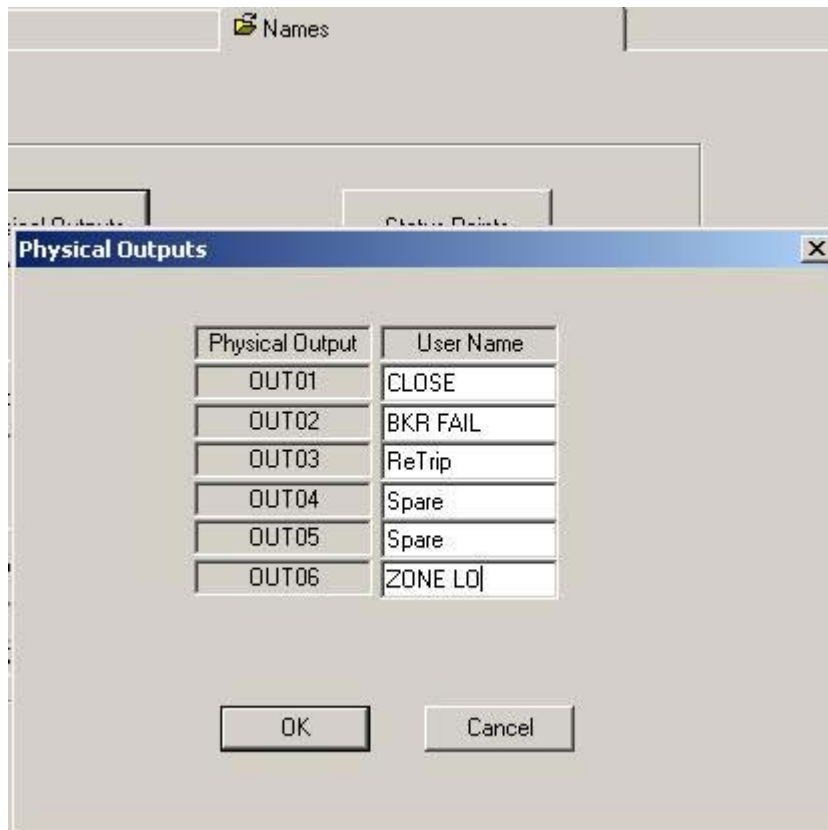 Names
Physical Outputs
Physical Output User Name
OUT01 CLOSE
OUT02 BKR FAIL
OUT03 ReTrip
OUT04 Spare
OUT05 Spare
OUT06 ZONE LO
OK Cancel